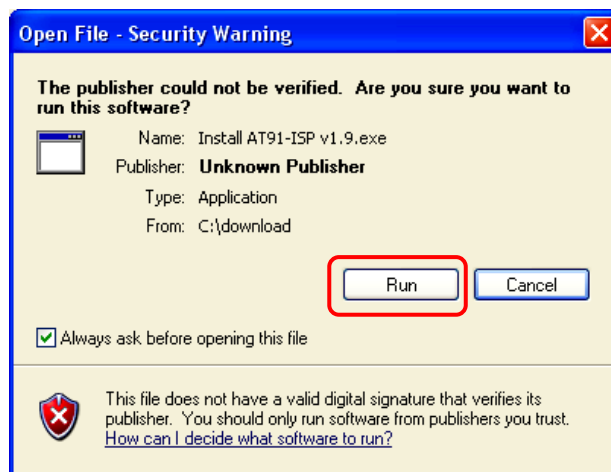 Open File - Security Warning
The publisher could not be verified. Are you sure you want to
run this software?
Name: Install AT91-ISP v1.9.exe
Publisher: Unknown Publisher
Type: Application
From: C:\download
Run Cancel
Always ask before opening this file
This file does not have a valid digital signature that verifies its
publisher. You should only run software from publishers you trust.
How can I decide what software to run?